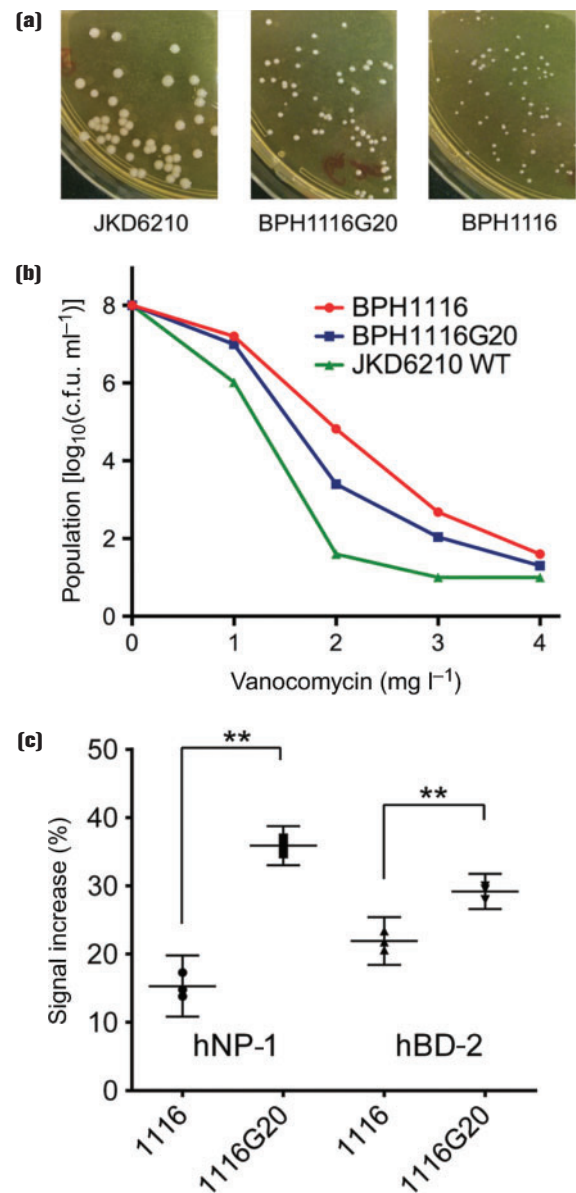 (a)
JKD6210
BPH1116G20
BPH1116
(b)
Population [log₁₀(c.f.u. ml⁻¹)]
8
6
4
2
0
BPH1116
BPH1116G20
JKD6210 WT
0 1 2 3 4
Vanocomycin (mg l⁻¹)
(c)
Signal increase (%)
50
40
30
20
10
0
**
**
hNP-1
hBD-2
1116
1116G20
1116
1116G20